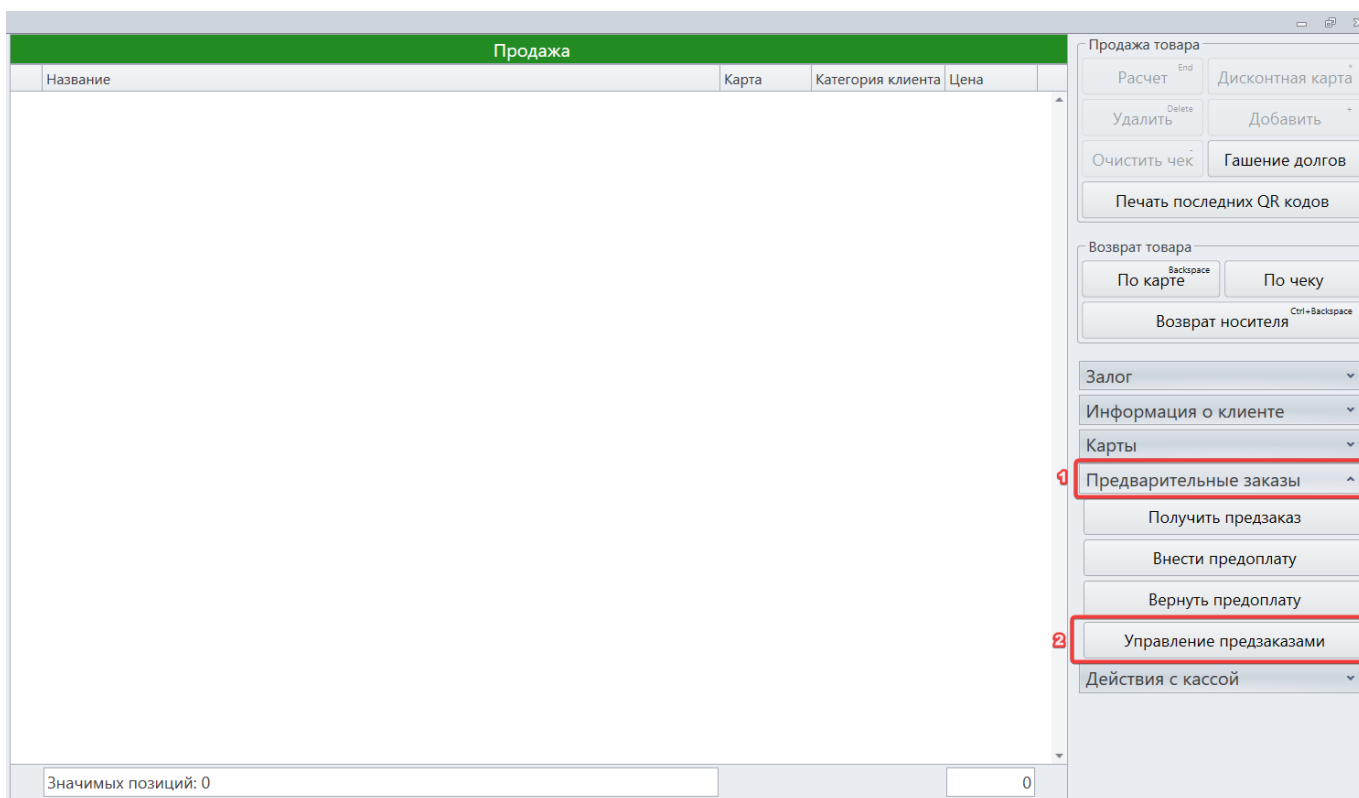 Продажа
Название Карта Категория клиента Цена
Значимых позиций: 0 0
Продажа товара
Расчет End Дисконтная карта *
Удалить Delete Добавить +
Очистить чек - Гашение долгов
Печать последних QR кодов
Возврат товара
По карте Backspace По чеку
Возврат носителя Ctrl+Backspace
Залог
Информация о клиенте
Карты
1 Предварительные заказы
Получить предзаказ
Внести предоплату
Вернуть предоплату
2 Управление предзаказами
Действия с кассой